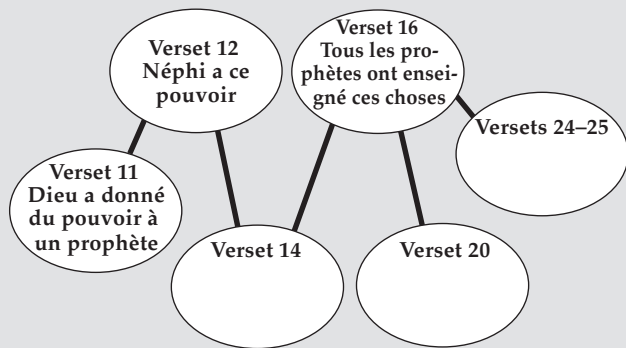 Verset 12
Néphi a ce
pouvoir
Verset 16
Tous les pro-
phètes ont ensei-
gné ces choses
Versets 24–25
Verset 11
Dieu a donné
du pouvoir à
un prophète
Verset 14
Verset 20